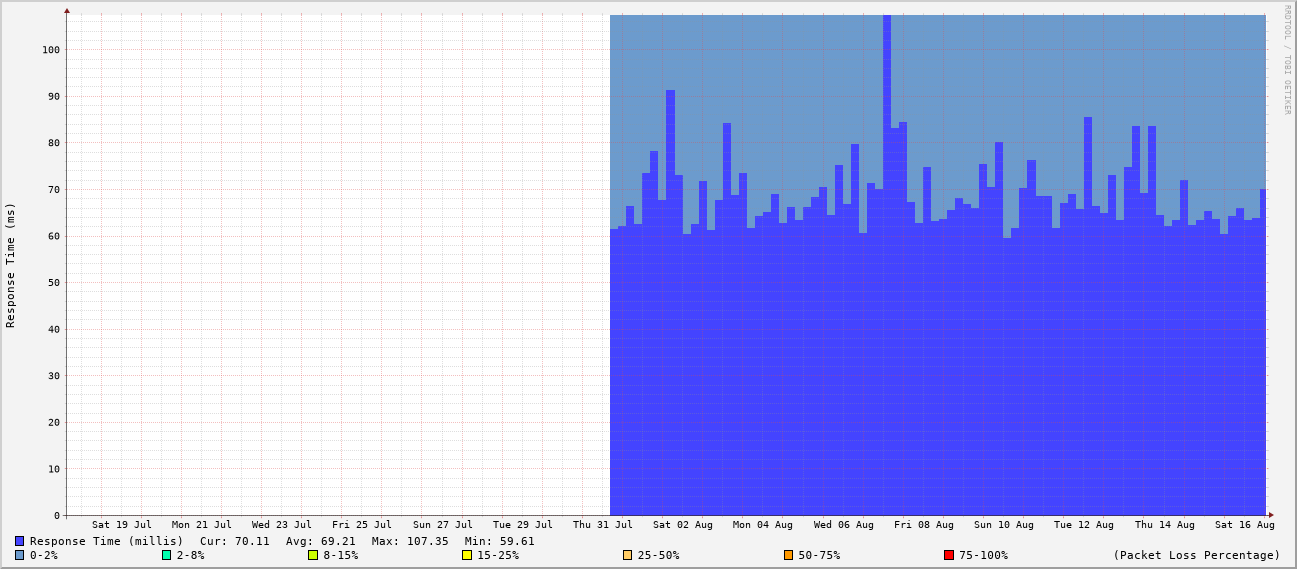 RRDTOOL / TOBI OETIKER
Response Time (ms)
100
90
80
70
60
50
40
30
20
10
0
Sat 19 Jul Mon 21 Jul Wed 23 Jul Fri 25 Jul Sun 27 Jul Tue 29 Jul Thu 31 Jul Sat 02 Aug Mon 04 Aug Wed 06 Aug Fri 08 Aug Sun 10 Aug Tue 12 Aug Thu 14 Aug Sat 16 Aug
Response Time (millis) Cur: 70.11 Avg: 69.21 Max: 107.35 Min: 59.61
0-2% 2-8% 8-15% 15-25% 25-50% 50-75% 75-100% (Packet Loss Percentage)